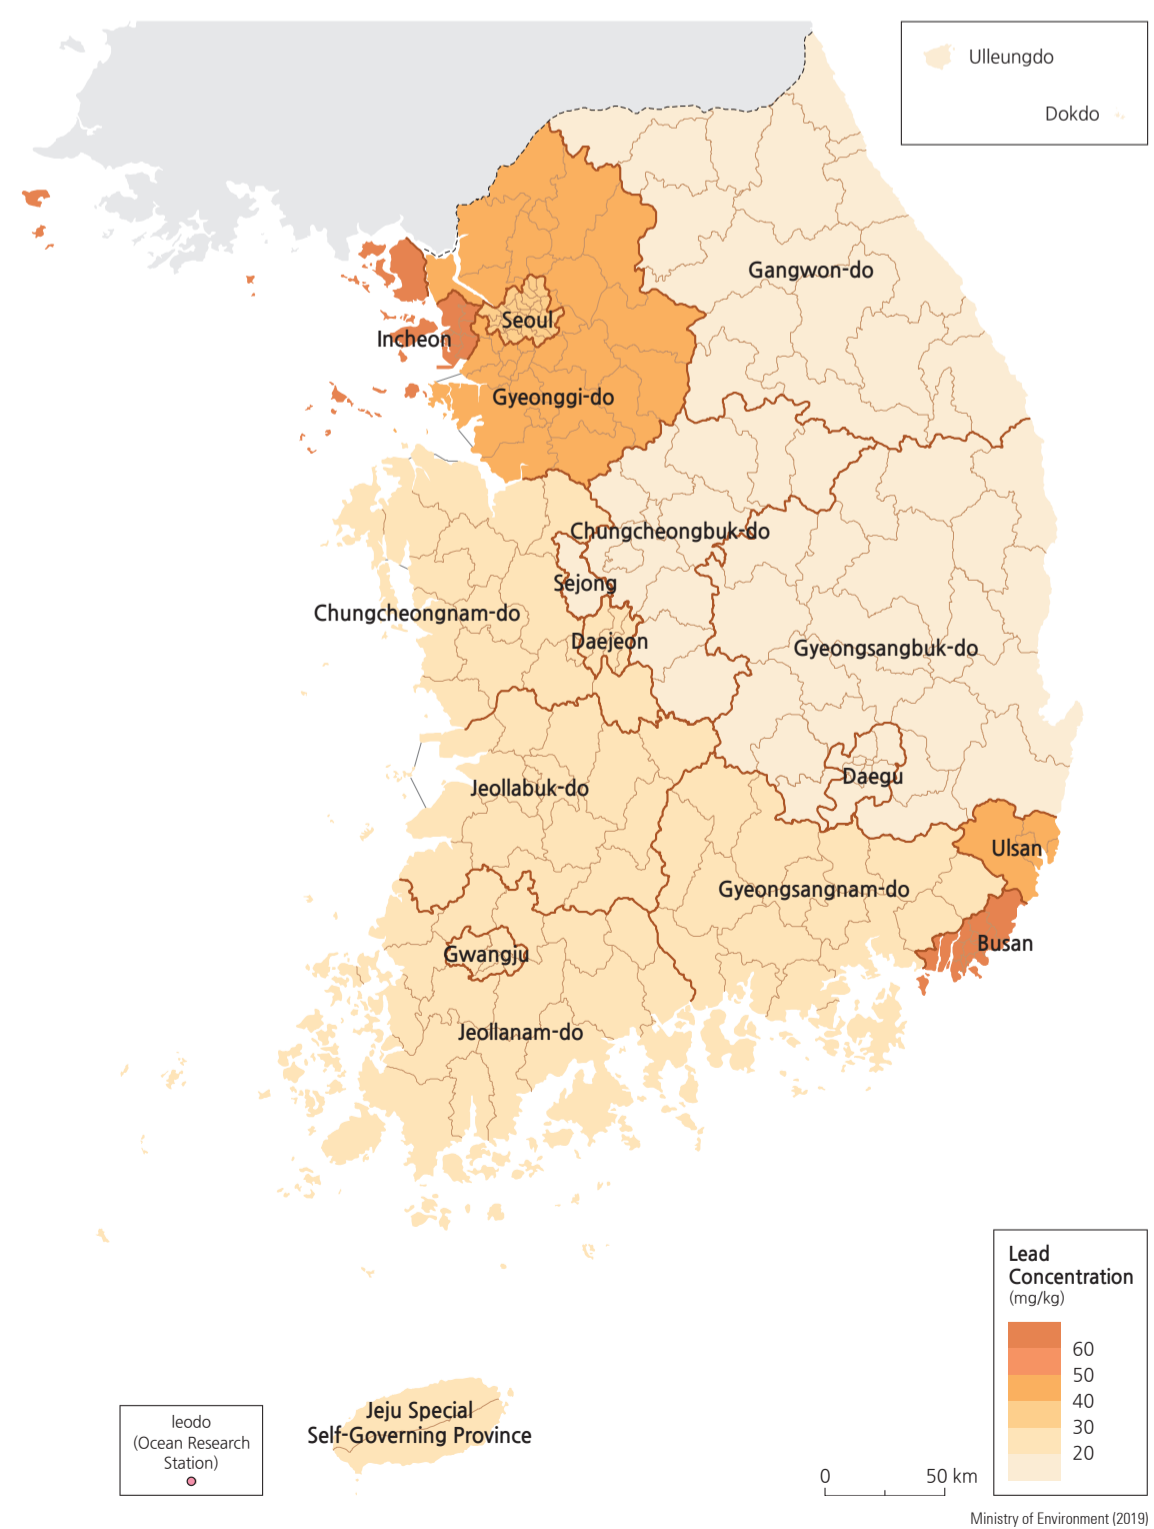 Ulleungdo
Dokdo
Gangwon-do
Seoul
Incheon
Gyeonggi-do
Chungcheongbuk-do
Sejong
Chungcheongnam-do
Daejeon
Gyeongsangbuk-do
Daegu
Jeollabuk-do
Ulsan
Gyeongsangnam-do
Busan
Gwangju
Jeollanam-do
Lead
Concentration
(mg/kg)
60
50
40
30
20
Jeju Special
Self-Governing Province
Ieodo
(Ocean Research
Station)
0 50 km
Ministry of Environment (2019)